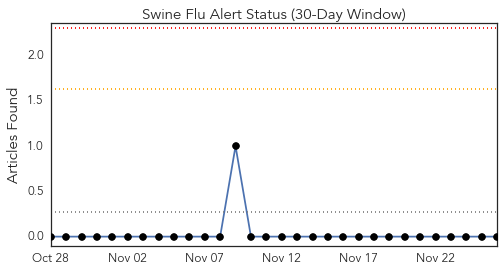 Swine Flu Alert Status (30-Day Window)
Articles Found
2.0
1.5
1.0
0.5
0.0
Oct 28 Nov 02 Nov 07 Nov 12 Nov 17 Nov 22